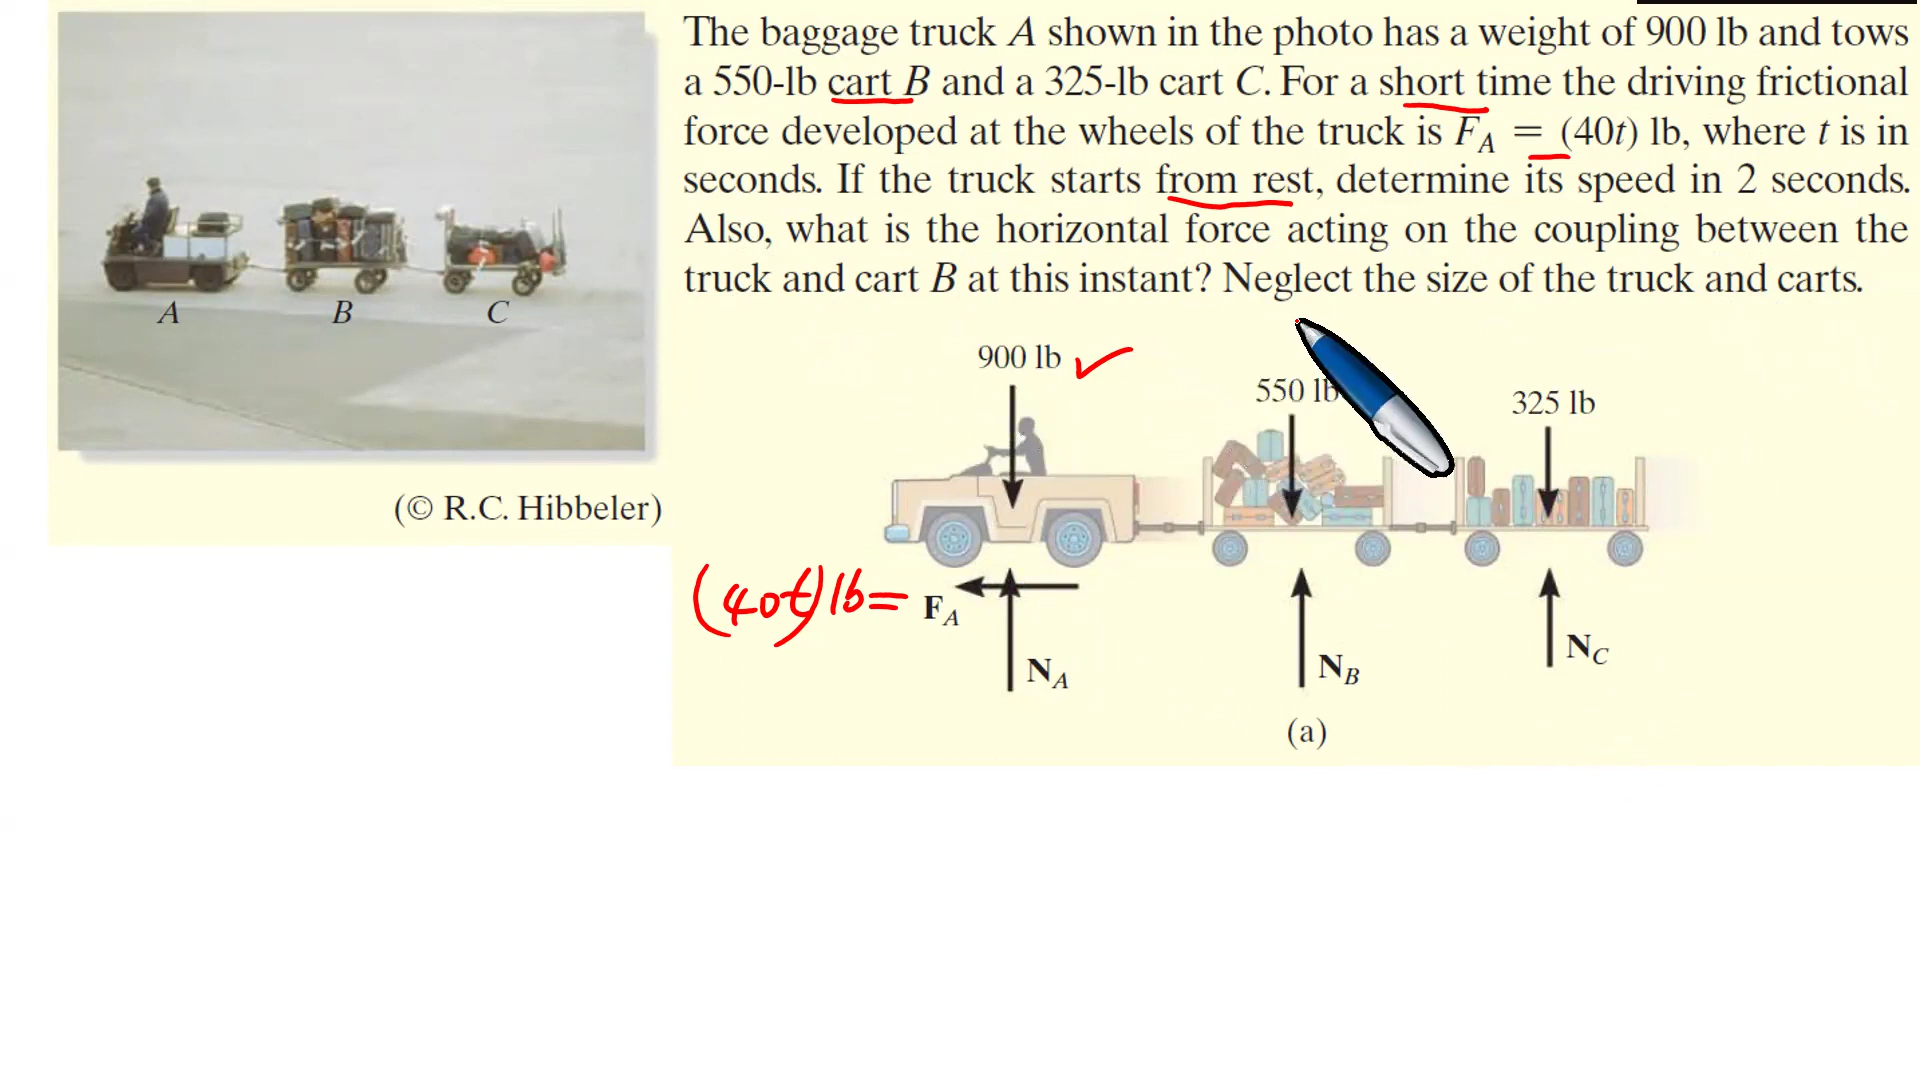 The baggage truck A shown in the photo has a weight of 900 lb and tows
a 550-lb cart B and a 325-lb cart C. For a short time the driving frictional
force developed at the wheels of the truck is F_A = (40t) lb, where t is in
seconds. If the truck starts from rest, determine its speed in 2 seconds.
Also, what is the horizontal force acting on the coupling between the
truck and cart B at this instant? Neglect the size of the truck and carts.
A B C
(© R.C. Hibbeler)
900 lb
550 lb
325 lb
(40t) lb = F_A
N_A
N_B
N_C
(a)